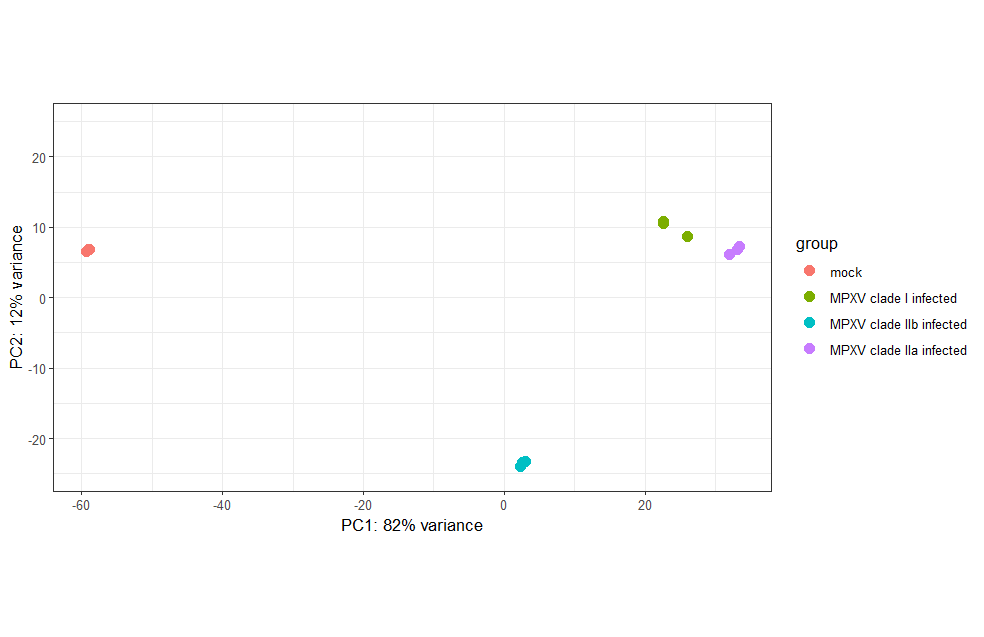 20
10
0
-10
-20
PC2: 12% variance
-60
-40
-20
0
20
PC1: 82% variance
group
mock
MPXV clade I infected
MPXV clade IIb infected
MPXV clade IIa infected